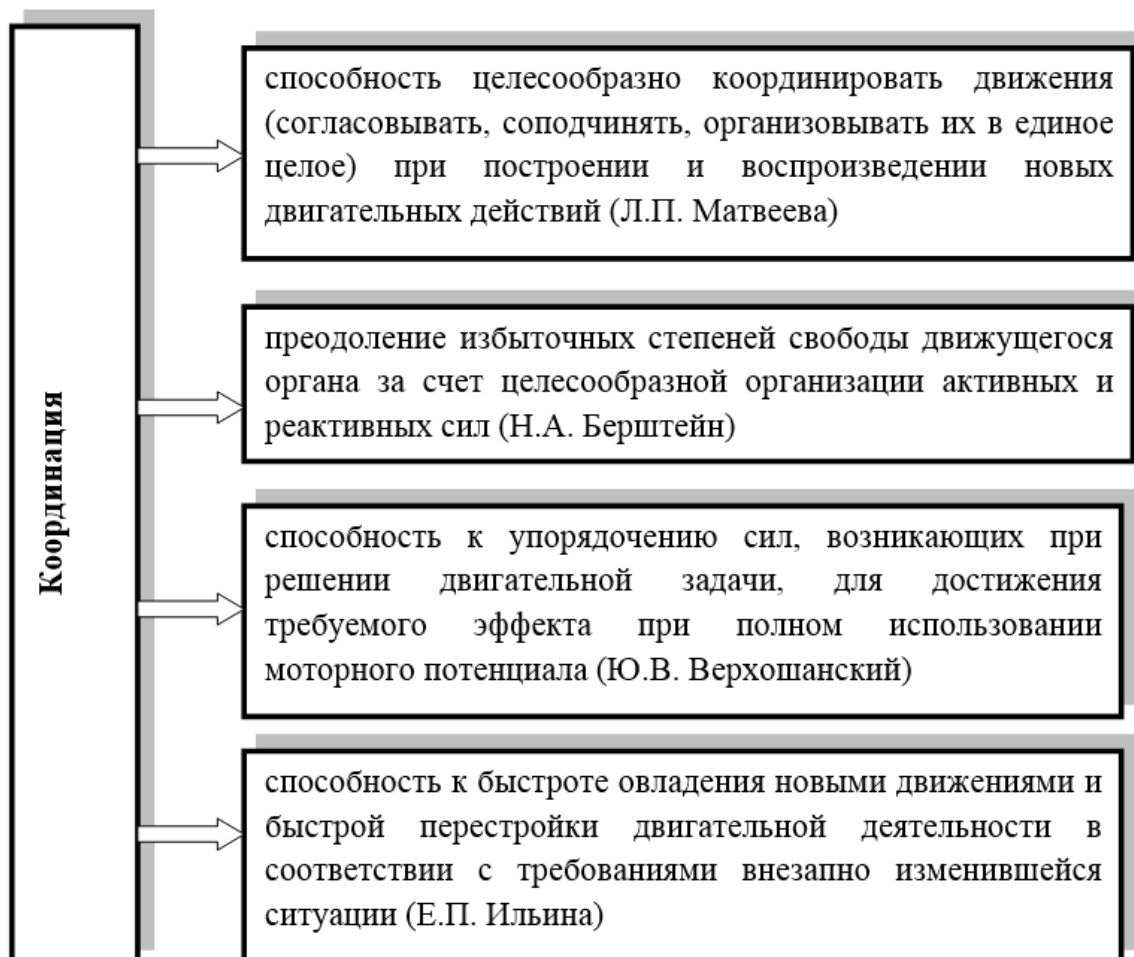 Координация
способность целесообразно координировать движения
(согласовывать, соподчинять, организовывать их в единое
целое) при построении и воспроизведении новых
двигательных действий (Л.П. Матвеева)
преодоление избыточных степеней свободы движущегося
органа за счет целесообразной организации активных и
реактивных сил (Н.А. Берштейн)
способность к упорядочению сил, возникающих при
решении двигательной задачи, для достижения
требуемого эффекта при полном использовании
моторного потенциала (Ю.В. Верхошанский)
способность к быстроте овладения новыми движениями и
быстрой перестройки двигательной деятельности в
соответствии с требованиями внезапно изменившейся
ситуации (Е.П. Ильина)